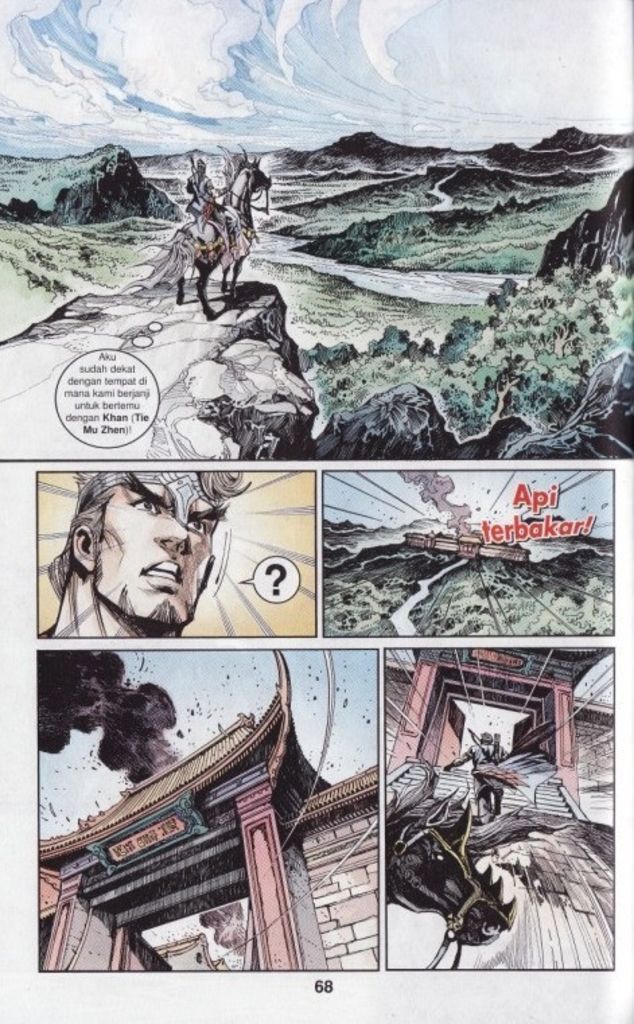 Aku
sudah dekat
dengan tempat di
mana kami berjanji
untuk bertemu
dengan Khan (Tie
Mu Zhen)!
?
Api
terbakar!
68